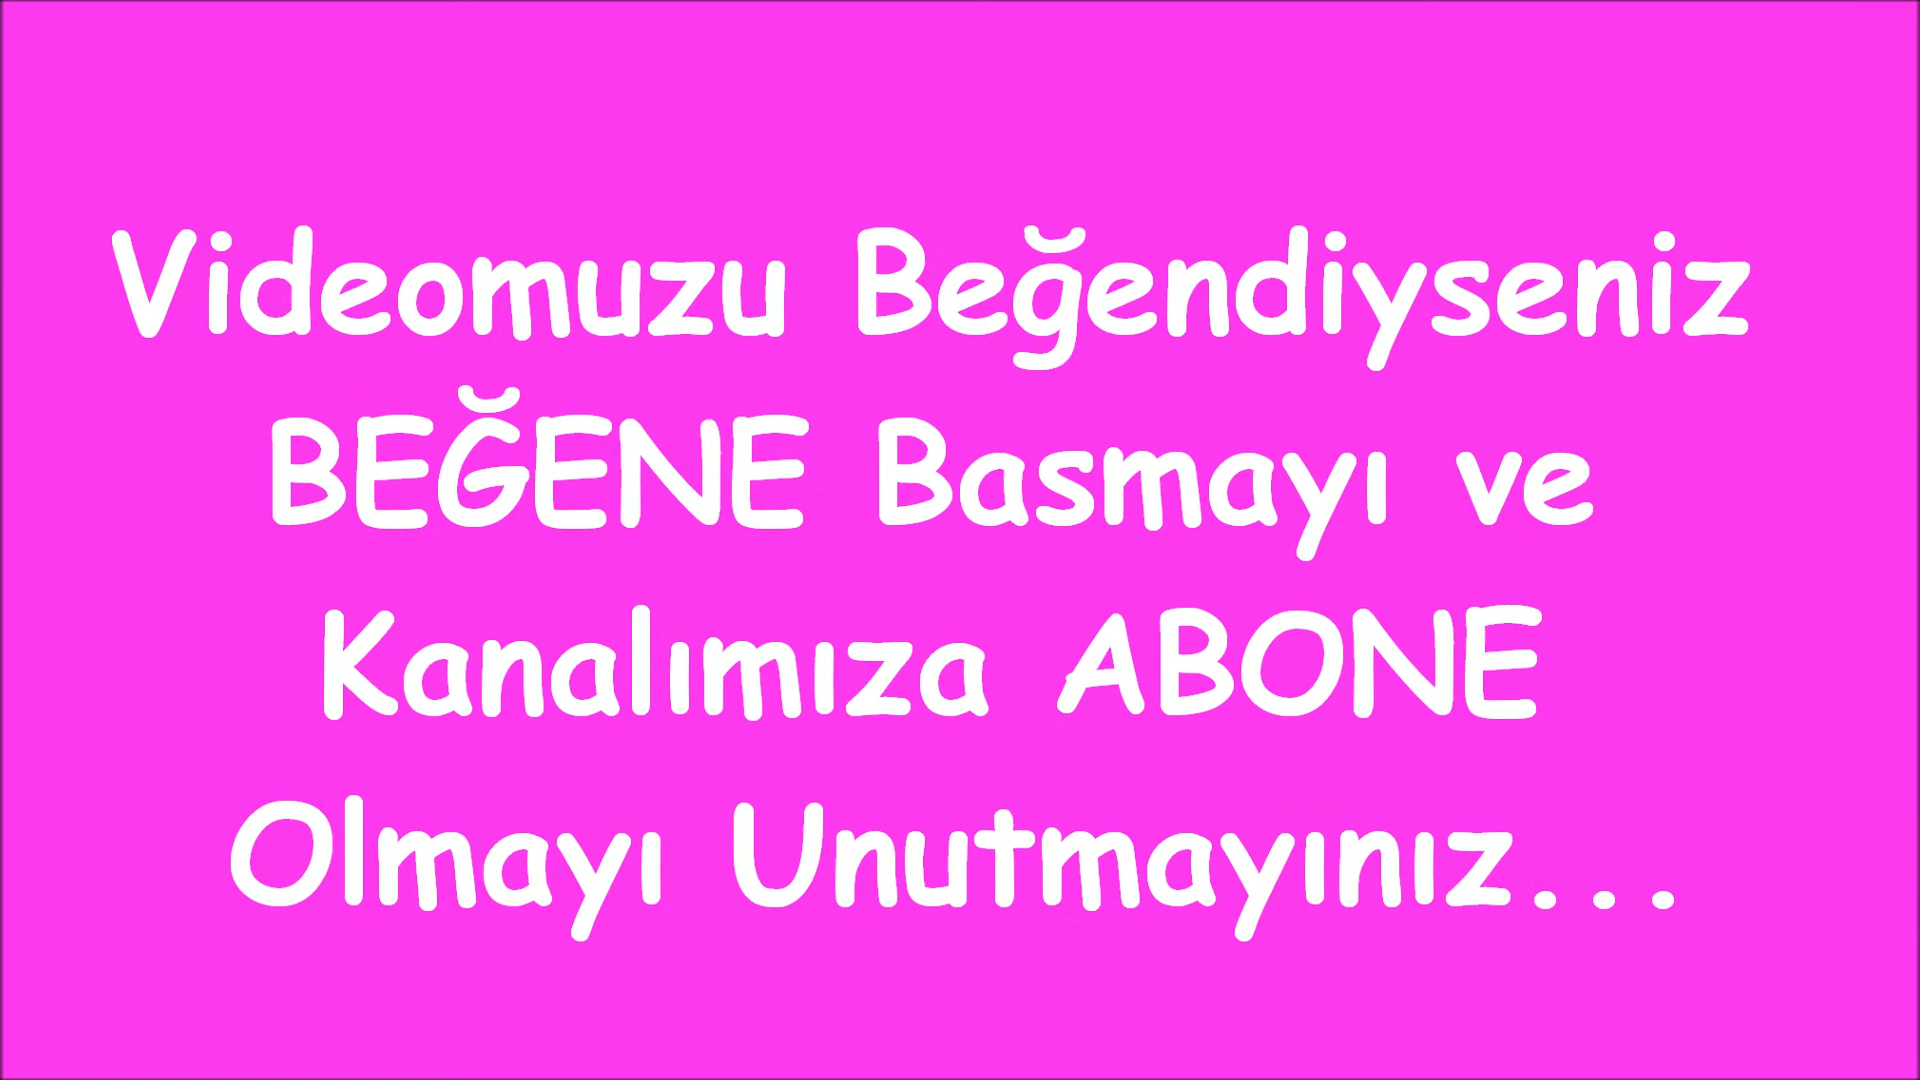 Videomuzu Beğendiyseniz
BEĞENE Basmayı ve
Kanalımıza ABONE
Olmayı Unutmayınız...